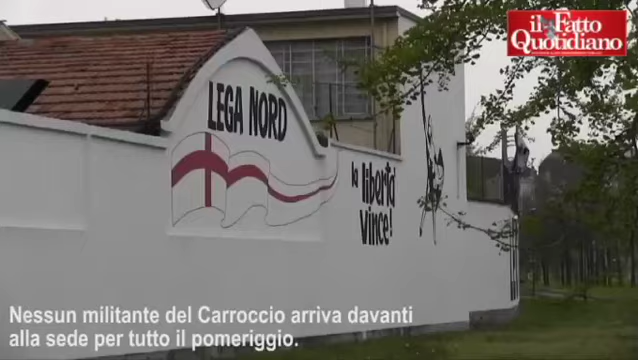 il Fatto
Quotidiano
LEGA NORD
la libertà
vince!
Nessun militante del Carroccio arriva davanti
alla sede per tutto il pomeriggio.